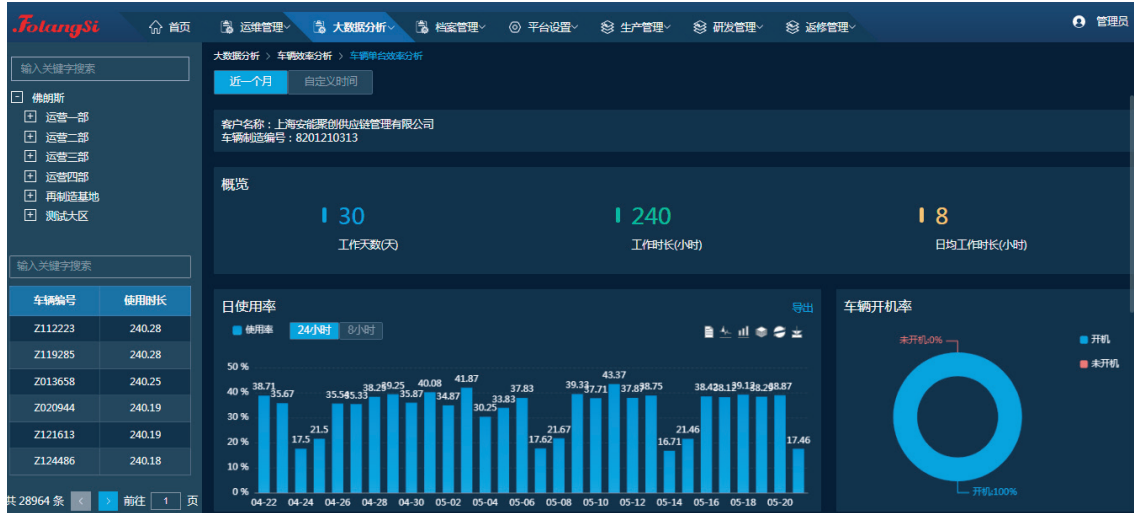 FolangSi 首页 运维管理 大数据分析 档案管理 平台设置 生产管理 研发管理 返修管理 管理员
大数据分析 > 车辆效率分析 > 车辆单台效率分析
输入关键字搜索
近一个月 自定义时间
佛朗斯
运营一部
运营二部
运营三部
运营四部
再制造基地
测试大区
客户名称：上海安能聚创供应链管理有限公司
车辆制造编号：8201210313
概览
30 240 8
工作天数(天) 工作时长(小时) 日均工作时长(小时)
输入关键字搜索
车辆编号 使用时长
Z112223 240.28
Z119285 240.28
Z013658 240.25
Z020944 240.19
Z121613 240.19
Z124486 240.18
共 28964 条 < > 前往 1 页
日使用率 导出
使用率 24小时 8小时
50 %
40 %
30 %
20 %
10 %
0 %
38.71 35.67 17.5 21.5 35.54 35.33 38.25 39.25 35.87 40.08 34.87 41.87 30.25 33.83 37.83 17.62 21.67 39.33 37.71 43.37 37.87 38.75 16.71 21.46 38.42 38.12 39.13 38.29 38.87 17.46
04-22 04-24 04-26 04-28 04-30 05-02 05-04 05-06 05-08 05-10 05-12 05-14 05-16 05-18 05-20
车辆开机率
未开机:0%
开机
未开机
开机:100%